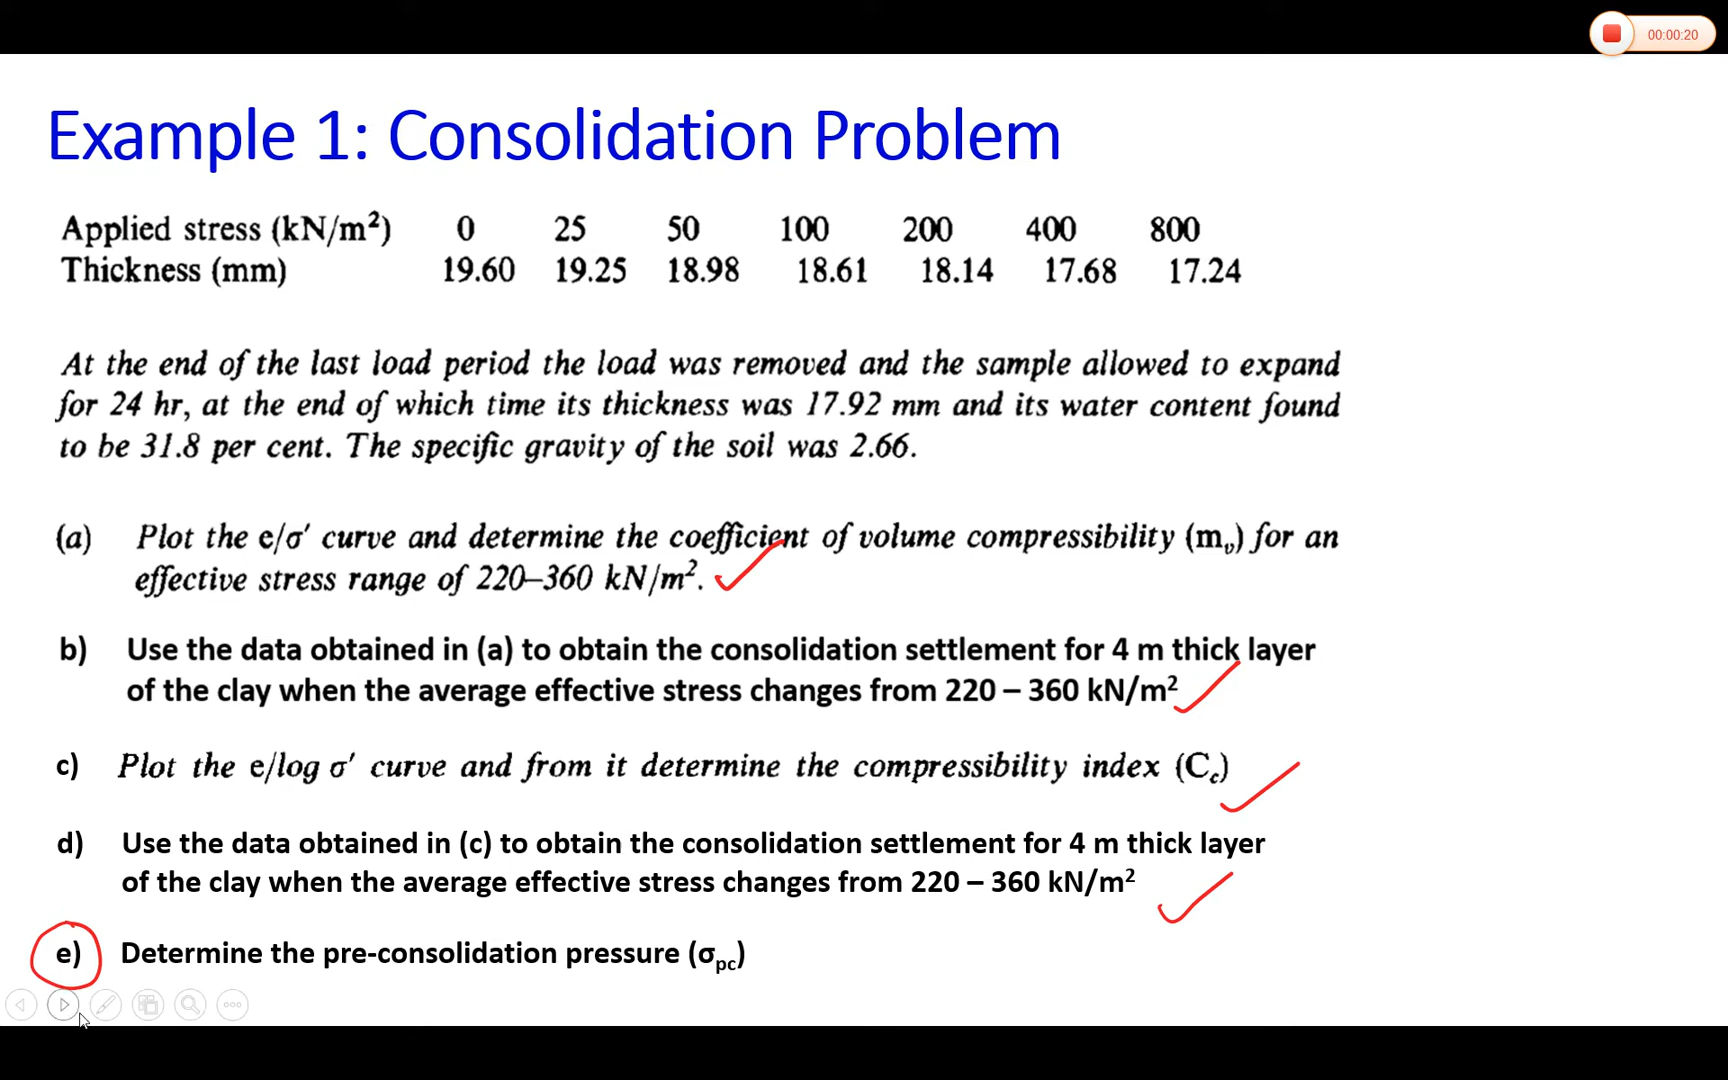 00:00:20
Example 1: Consolidation Problem
Applied stress (kN/m²) 0 25 50 100 200 400 800
Thickness (mm) 19.60 19.25 18.98 18.61 18.14 17.68 17.24
At the end of the last load period the load was removed and the sample allowed to expand
for 24 hr, at the end of which time its thickness was 17.92 mm and its water content found
to be 31.8 per cent. The specific gravity of the soil was 2.66.
(a) Plot the e/σ′ curve and determine the coefficient of volume compressibility (mᵥ) for an
effective stress range of 220–360 kN/m².
b) Use the data obtained in (a) to obtain the consolidation settlement for 4 m thick layer
of the clay when the average effective stress changes from 220 – 360 kN/m²
c) Plot the e/log σ′ curve and from it determine the compressibility index (C_c)
d) Use the data obtained in (c) to obtain the consolidation settlement for 4 m thick layer
of the clay when the average effective stress changes from 220 – 360 kN/m²
e) Determine the pre-consolidation pressure (σ_pc)